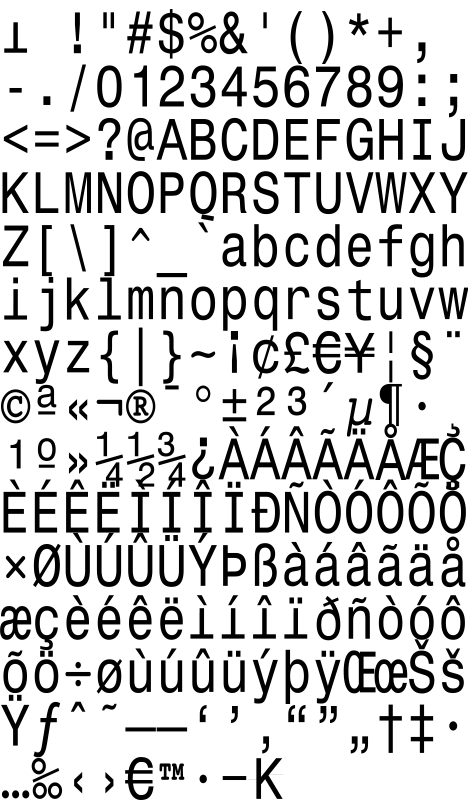 ⊥ !"#$%&'()*+,
-./0123456789:;
<=>?@ABCDEFGHIJ
KLMNOPQRSTUVWXY
Z[\]^_`abcdefgh
ijklmnopqrstuvw
xyz{|}~¡¢£€¥¦§¨
©ª«¬®¯°±23´µ¶·¸
1º»¼½¾¿ÀÁÂÃÄÅÆÇ
ÈÉÊËÌÍÎÏÐÑÒÓÔÕÖ
×ØÙÚÛÜÝÞßàáâãäå
æçèéêëìíîïðñòóô
õö÷øùúûüýþÿŒœŠš
Ÿƒˆ˜–—‘’‚“”„†‡·
…‰‹›€™·−K